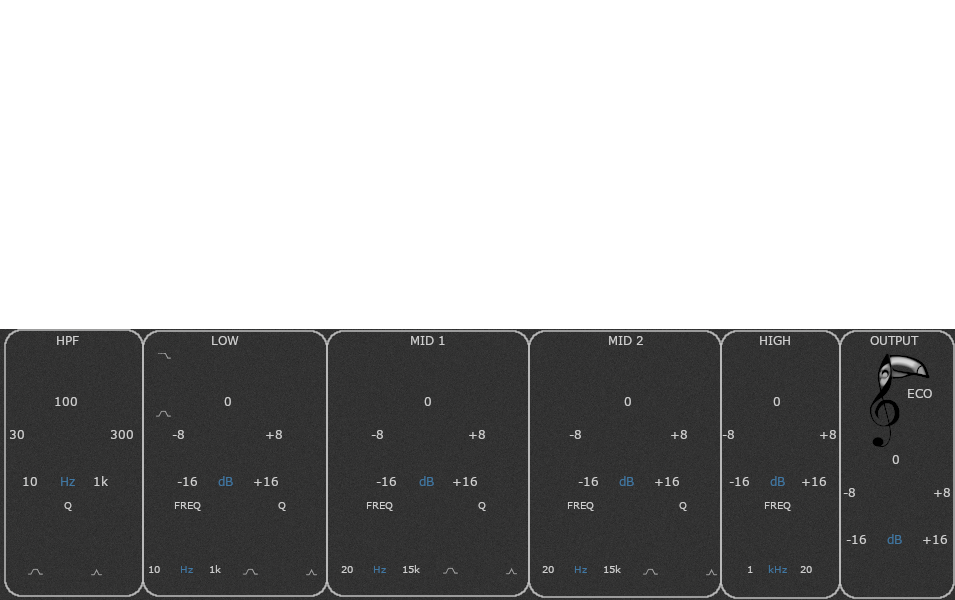 HPF LOW MID 1 MID 2 HIGH OUTPUT
ECO
100 0 0 0 0
30 300 -8 +8 -8 +8 -8 +8 -8 +8
0
10 Hz 1k -16 dB +16 -16 dB +16 -16 dB +16 -16 dB +16
-8 +8
Q FREQ Q FREQ Q FREQ Q FREQ
-16 dB +16
10 Hz 1k 20 Hz 15k 20 Hz 15k 1 kHz 20